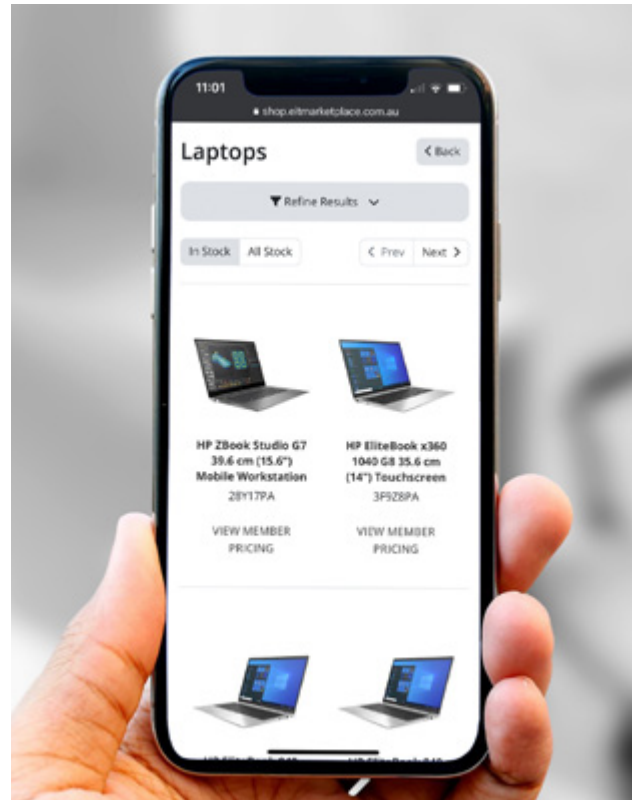 11:01
shop.eitmarketplace.com.au
Laptops
Back
Refine Results
In Stock
All Stock
Prev
Next
HP ZBook Studio G7
39.6 cm (15.6")
Mobile Workstation
28Y17PA
VIEW MEMBER
PRICING
HP EliteBook x360
1040 G8 35.6 cm
(14") Touchscreen
3F9Z8PA
VIEW MEMBER
PRICING